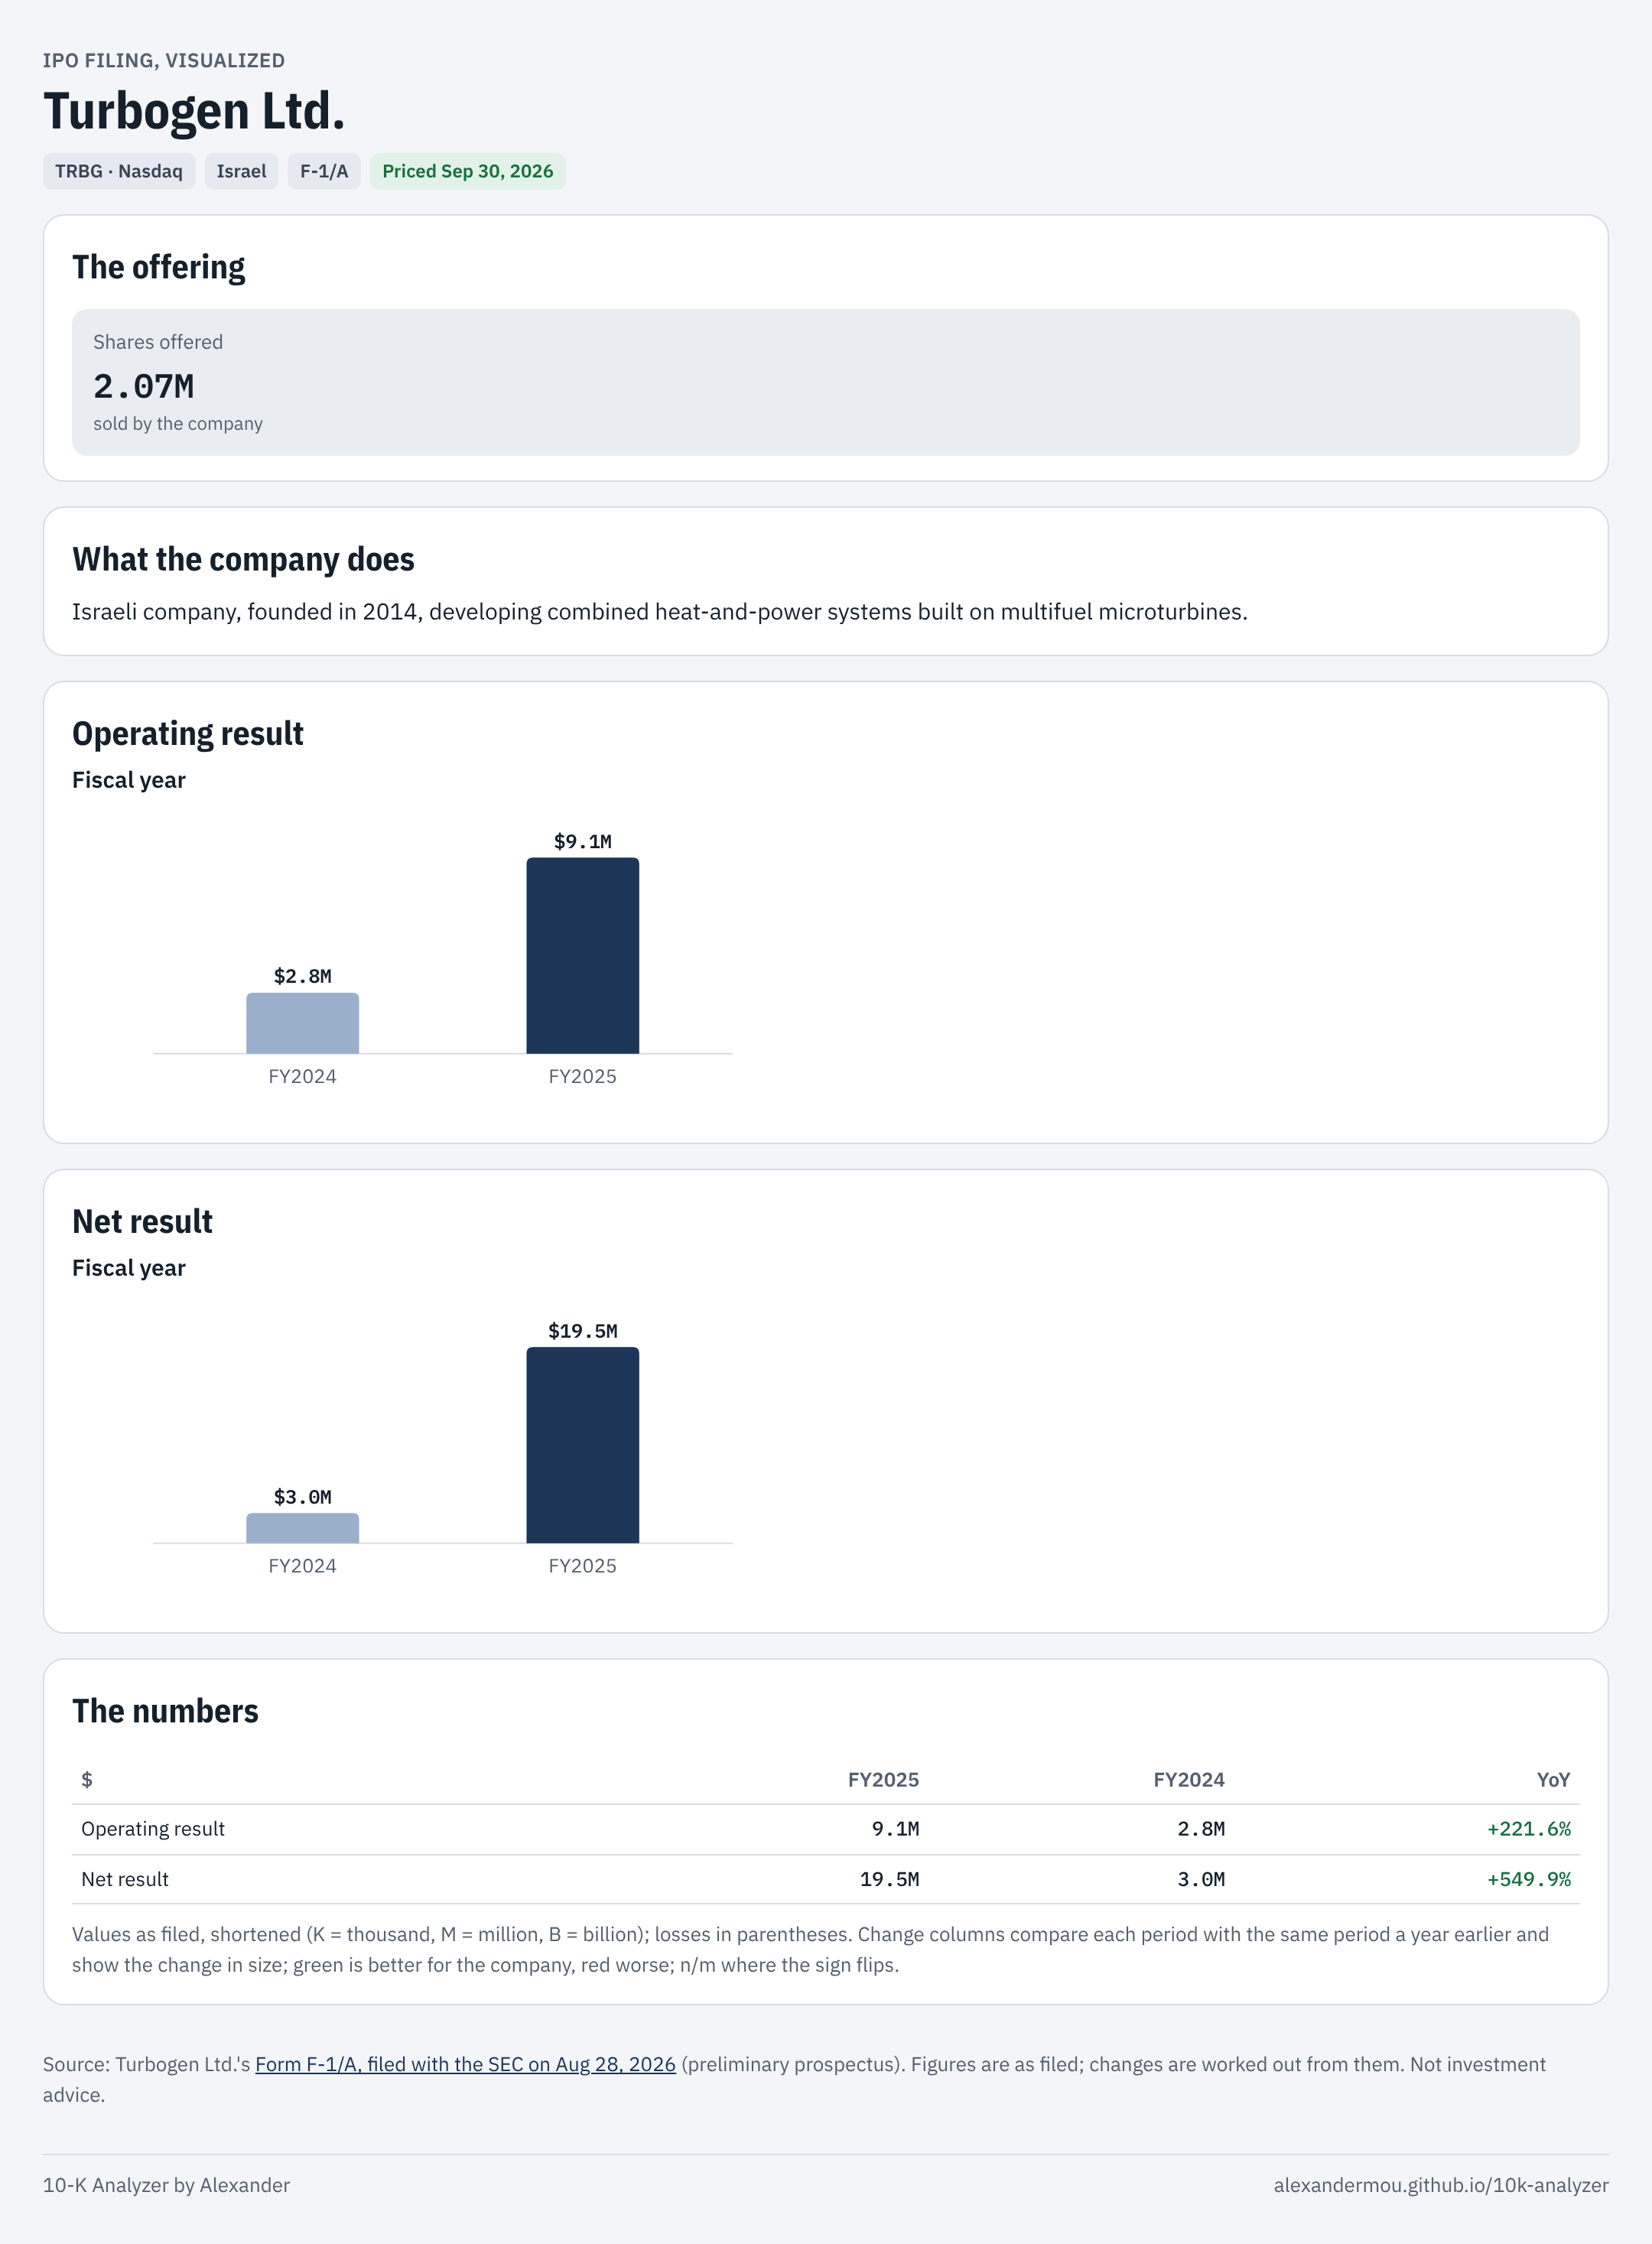 IPO FILING, VISUALIZED
Turbogen Ltd.
TRBG · Nasdaq
Israel
F-1/A
Priced Sep 30, 2026
The offering
Shares offered
2.07M
sold by the company
What the company does
Israeli company, founded in 2014, developing combined heat-and-power systems built on multifuel microturbines.
Operating result
Fiscal year
$9.1M
$2.8M
FY2024 FY2025
Net result
Fiscal year
$19.5M
$3.0M
FY2024 FY2025
The numbers
$ FY2025 FY2024 YoY
Operating result 9.1M 2.8M +221.6%
Net result 19.5M 3.0M +549.9%
Values as filed, shortened (K = thousand, M = million, B = billion); losses in parentheses. Change columns compare each period with the same period a year earlier and
show the change in size; green is better for the company, red worse; n/m where the sign flips.
Source: Turbogen Ltd.'s Form F-1/A, filed with the SEC on Aug 28, 2026 (preliminary prospectus). Figures are as filed; changes are worked out from them. Not investment
advice.
10-K Analyzer by Alexander alexandermou.github.io/10k-analyzer